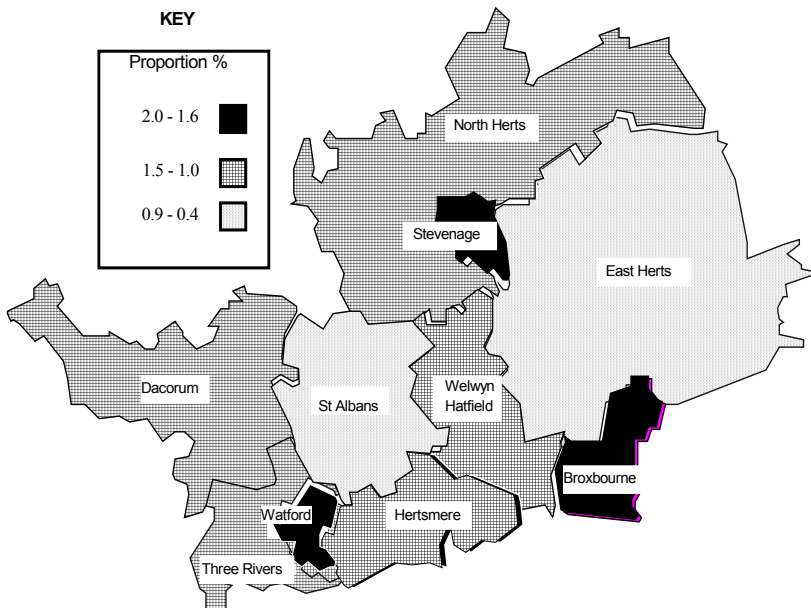 KEY
Proportion %
2.0 - 1.6
1.5 - 1.0
0.9 - 0.4
North Herts
Stevenage
East Herts
Dacorum
St Albans
Welwyn
Hatfield
Broxbourne
Watford
Hertsmere
Three Rivers